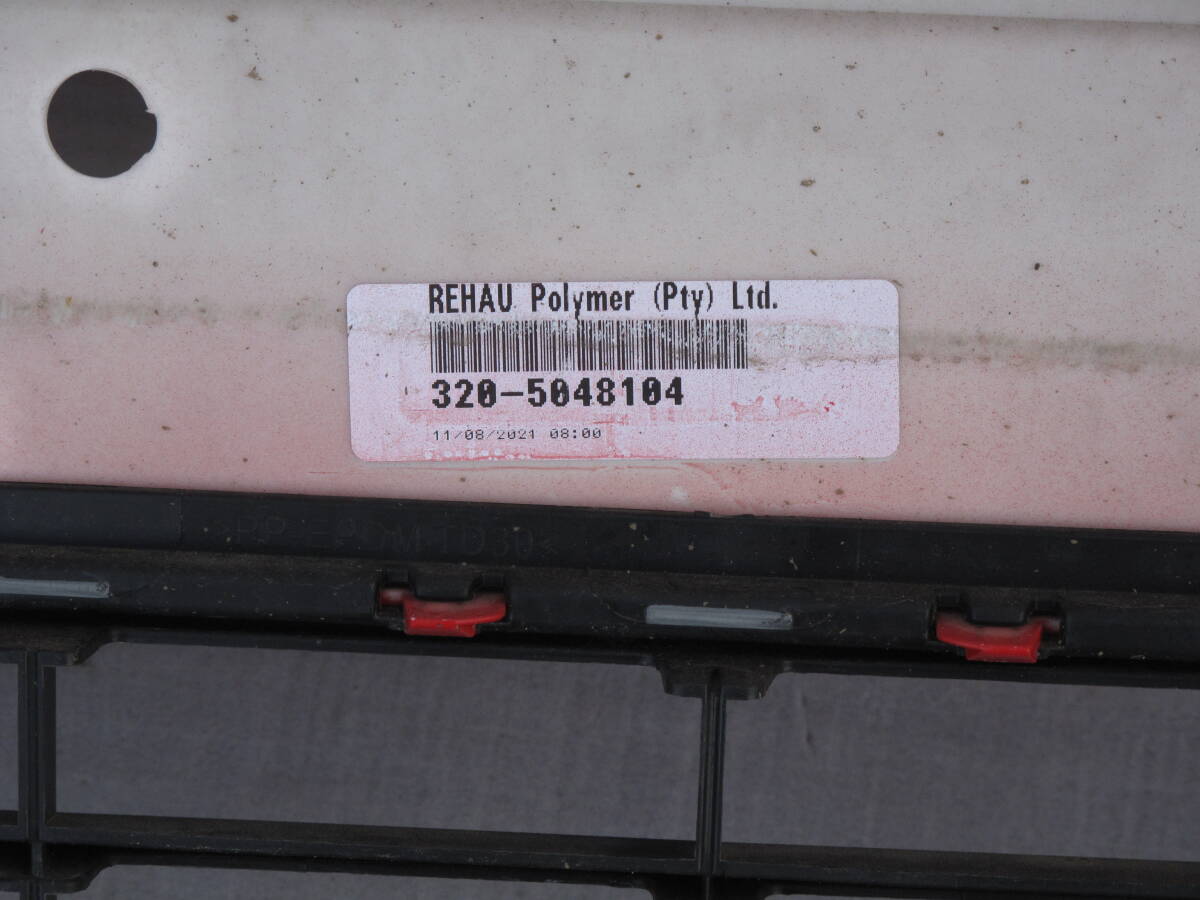 REHAU Polymer (Pty) Ltd.
320-5048104
11/08/2021 08:00